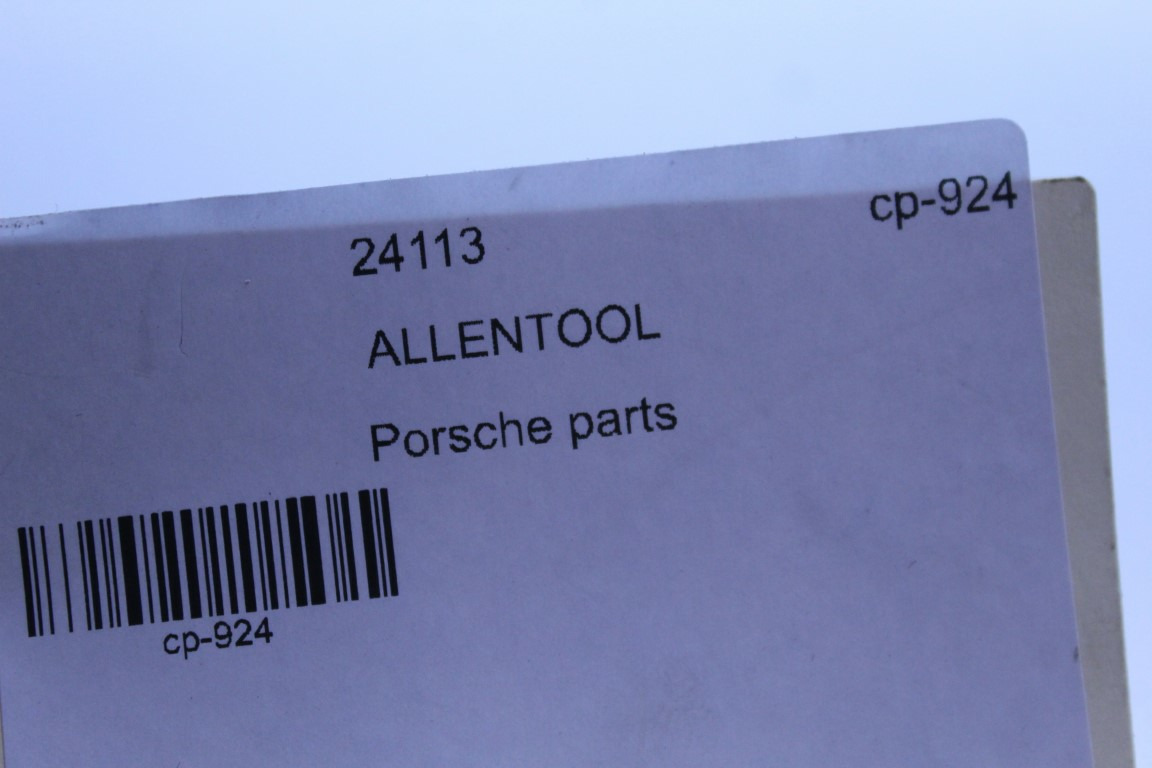 cp-924
24113
ALLENTOOL
Porsche parts
cp-924